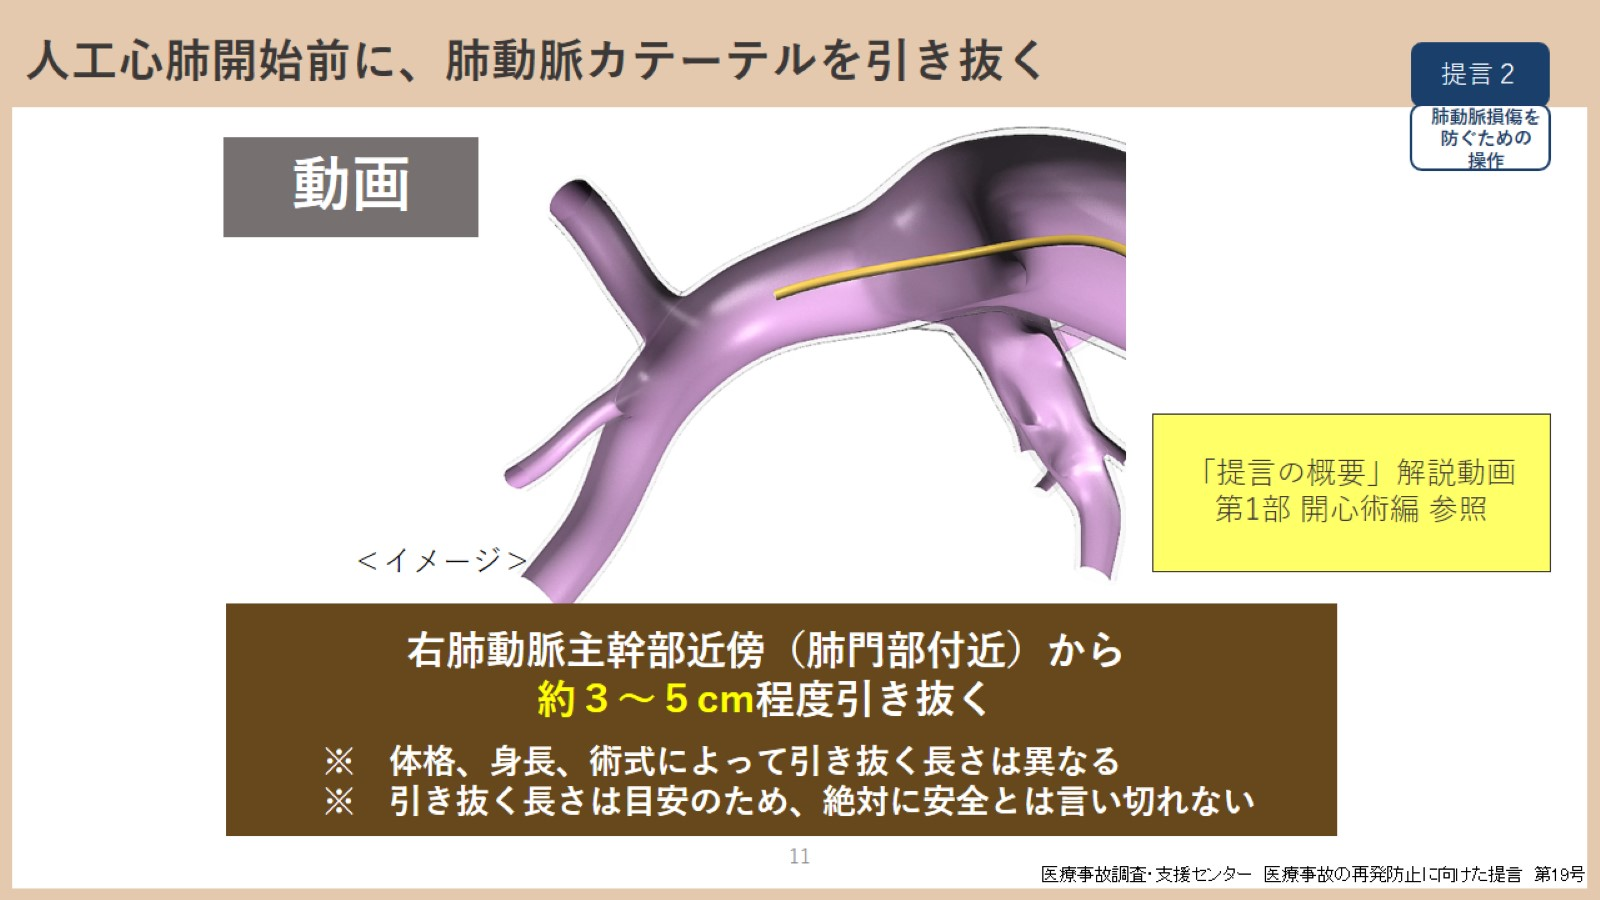 人工心肺開始前に、肺動脈カテーテルを引き抜く
提言２
肺動脈損傷を
防ぐための
操作
動画
「提言の概要」解説動画
第1部 開心術編 参照
＜イメージ＞
右肺動脈主幹部近傍（肺門部付近）から
約３～５cm程度引き抜く
※　体格、身長、術式によって引き抜く長さは異なる
※　引き抜く長さは目安のため、絶対に安全とは言い切れない
11
医療事故調査・支援センター　医療事故の再発防止に向けた提言　第19号